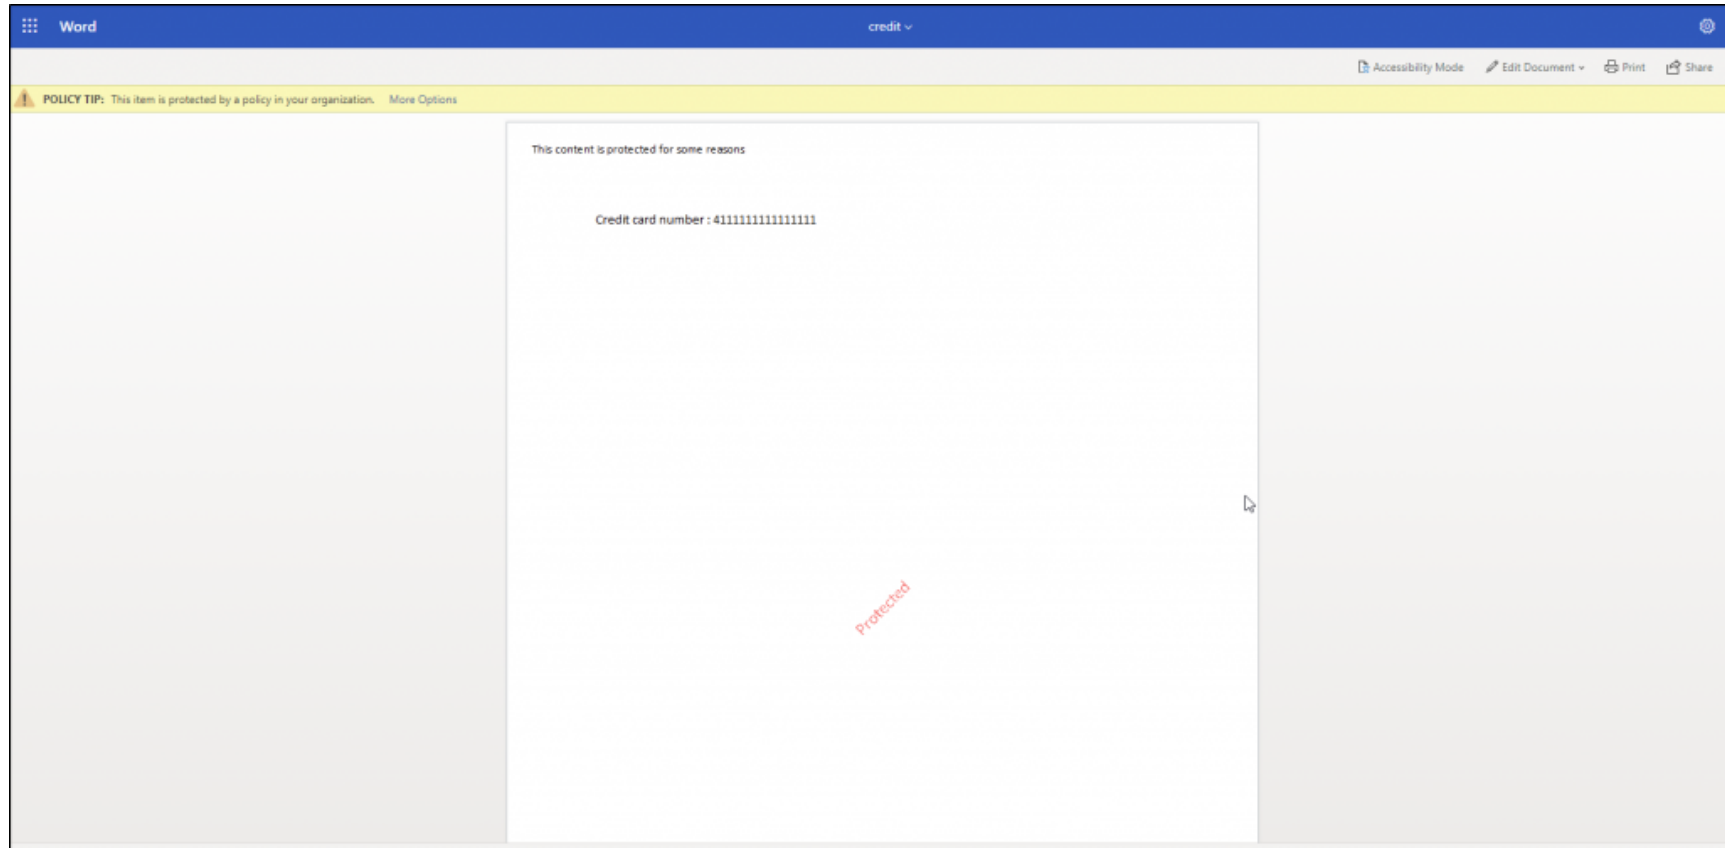 Word
credit
Accessibility Mode Edit Document Print Share
POLICY TIP: This item is protected by a policy in your organization. More Options
This content is protected for some reasons
Credit card number : 4111111111111111
Protected